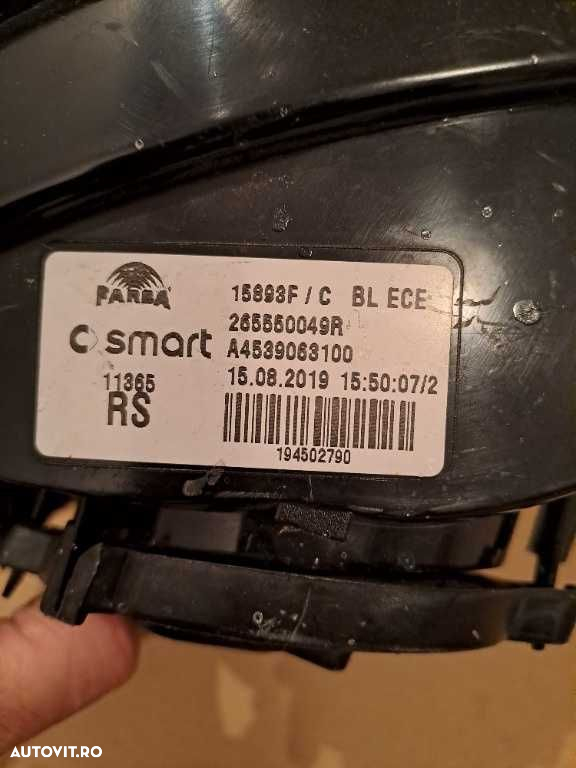 FARBA
15893F / C BL ECE
265550049R
smart
A4539063100
11365
15.08.2019 15:50:07/2
RS
194502790
AUTOVIT.RO